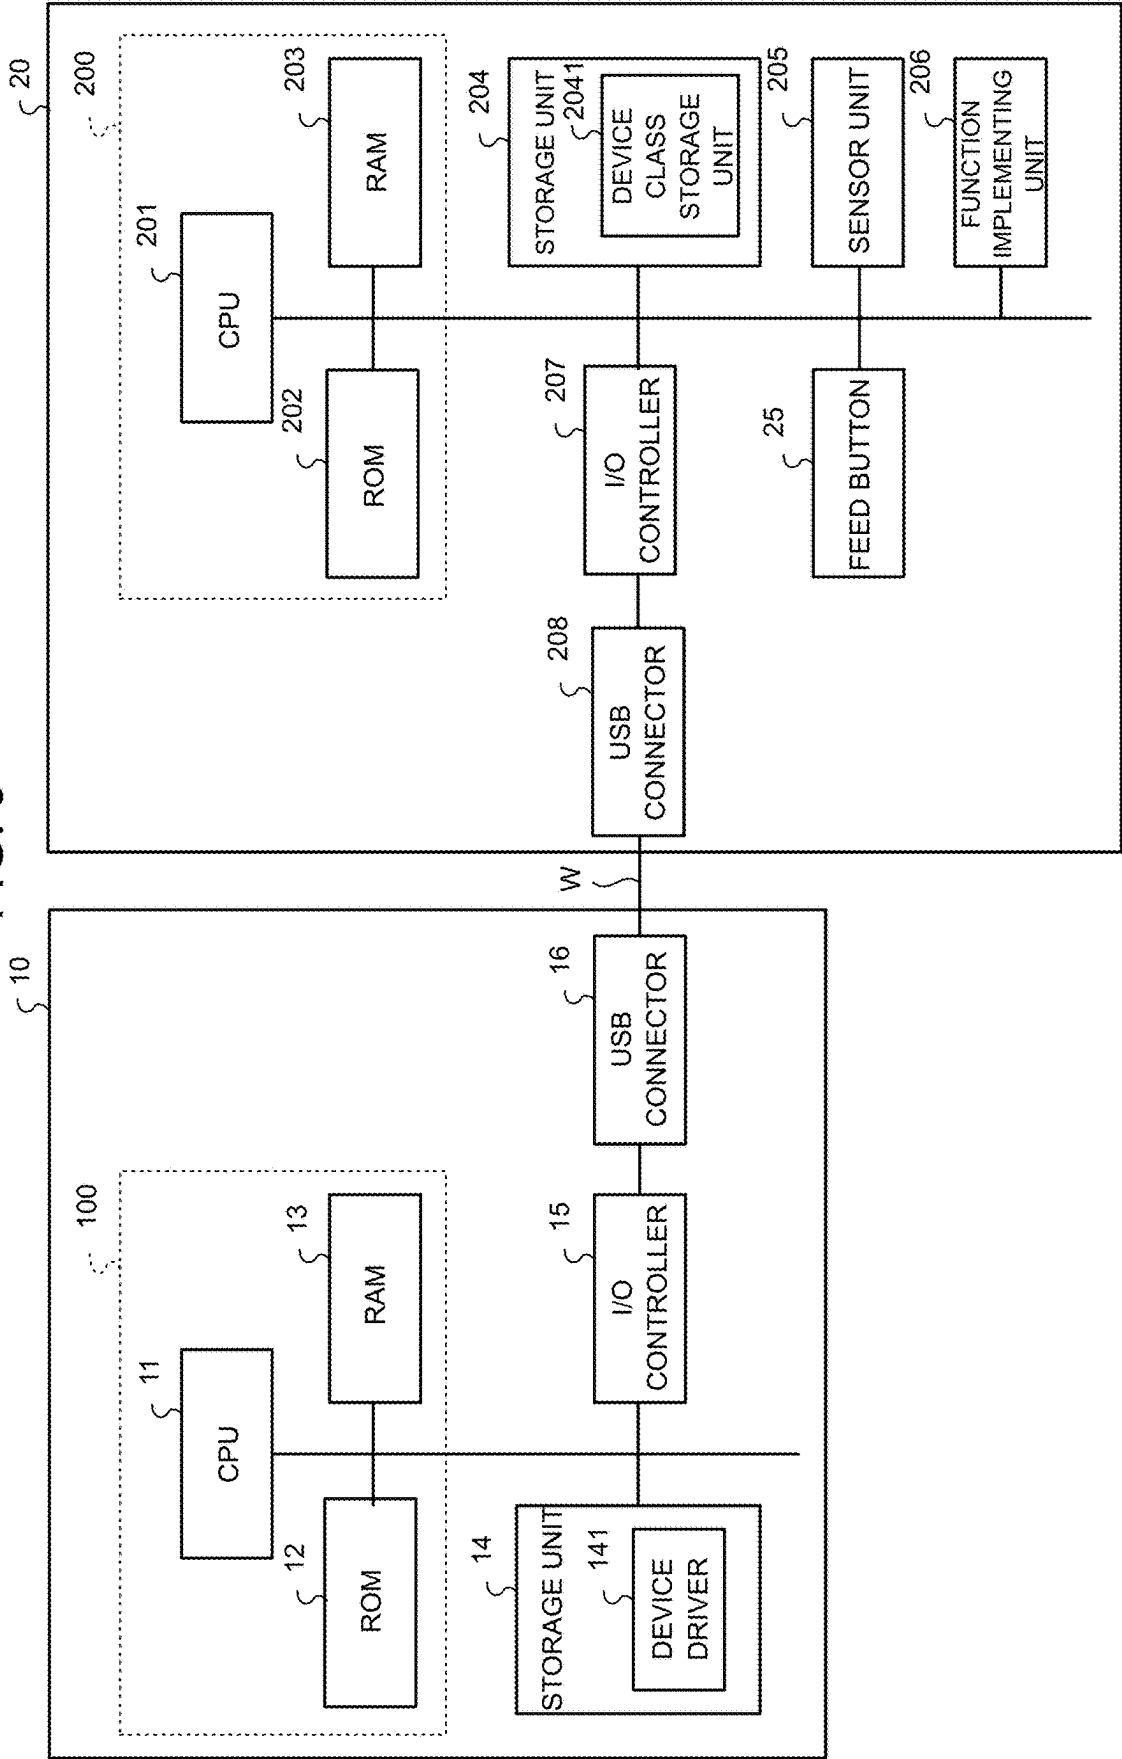 10
100
11
CPU
12
ROM
13
RAM
14
STORAGE UNIT
141
DEVICE
DRIVER
15
I/O
CONTROLLER
16
USB
CONNECTOR
W
20
200
201
CPU
202
ROM
203
RAM
204
STORAGE UNIT
2041
DEVICE
CLASS
STORAGE
UNIT
207
I/O
CONTROLLER
208
USB
CONNECTOR
25
FEED BUTTON
205
SENSOR UNIT
206
FUNCTION
IMPLEMENTING
UNIT